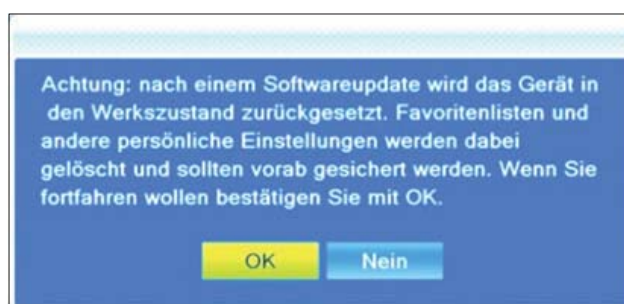 Achtung: nach einem Softwareupdate wird das Gerät in
den Werkszustand zurückgesetzt. Favoritenlisten und
andere persönliche Einstellungen werden dabei
gelöscht und sollten vorab gesichert werden. Wenn Sie
fortfahren wollen bestätigen Sie mit OK.
OK Nein